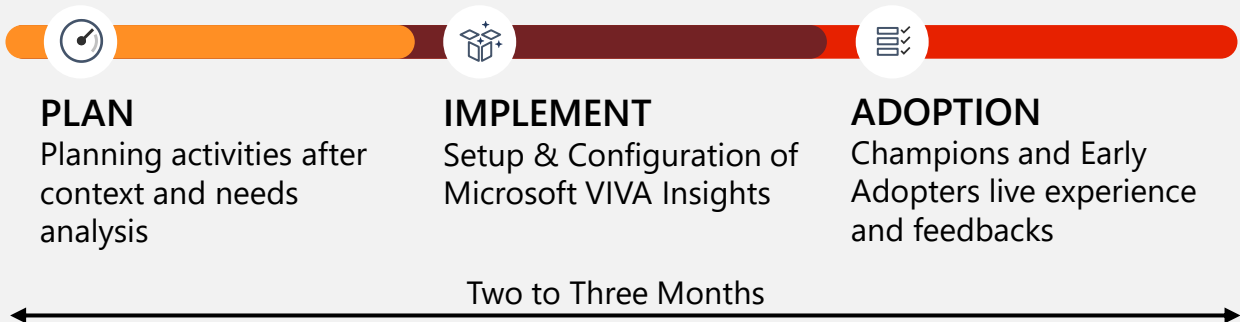 PLAN
Planning activities after
context and needs
analysis
IMPLEMENT
Setup & Configuration of
Microsoft VIVA Insights
ADOPTION
Champions and Early
Adopters live experience
and feedbacks
Two to Three Months